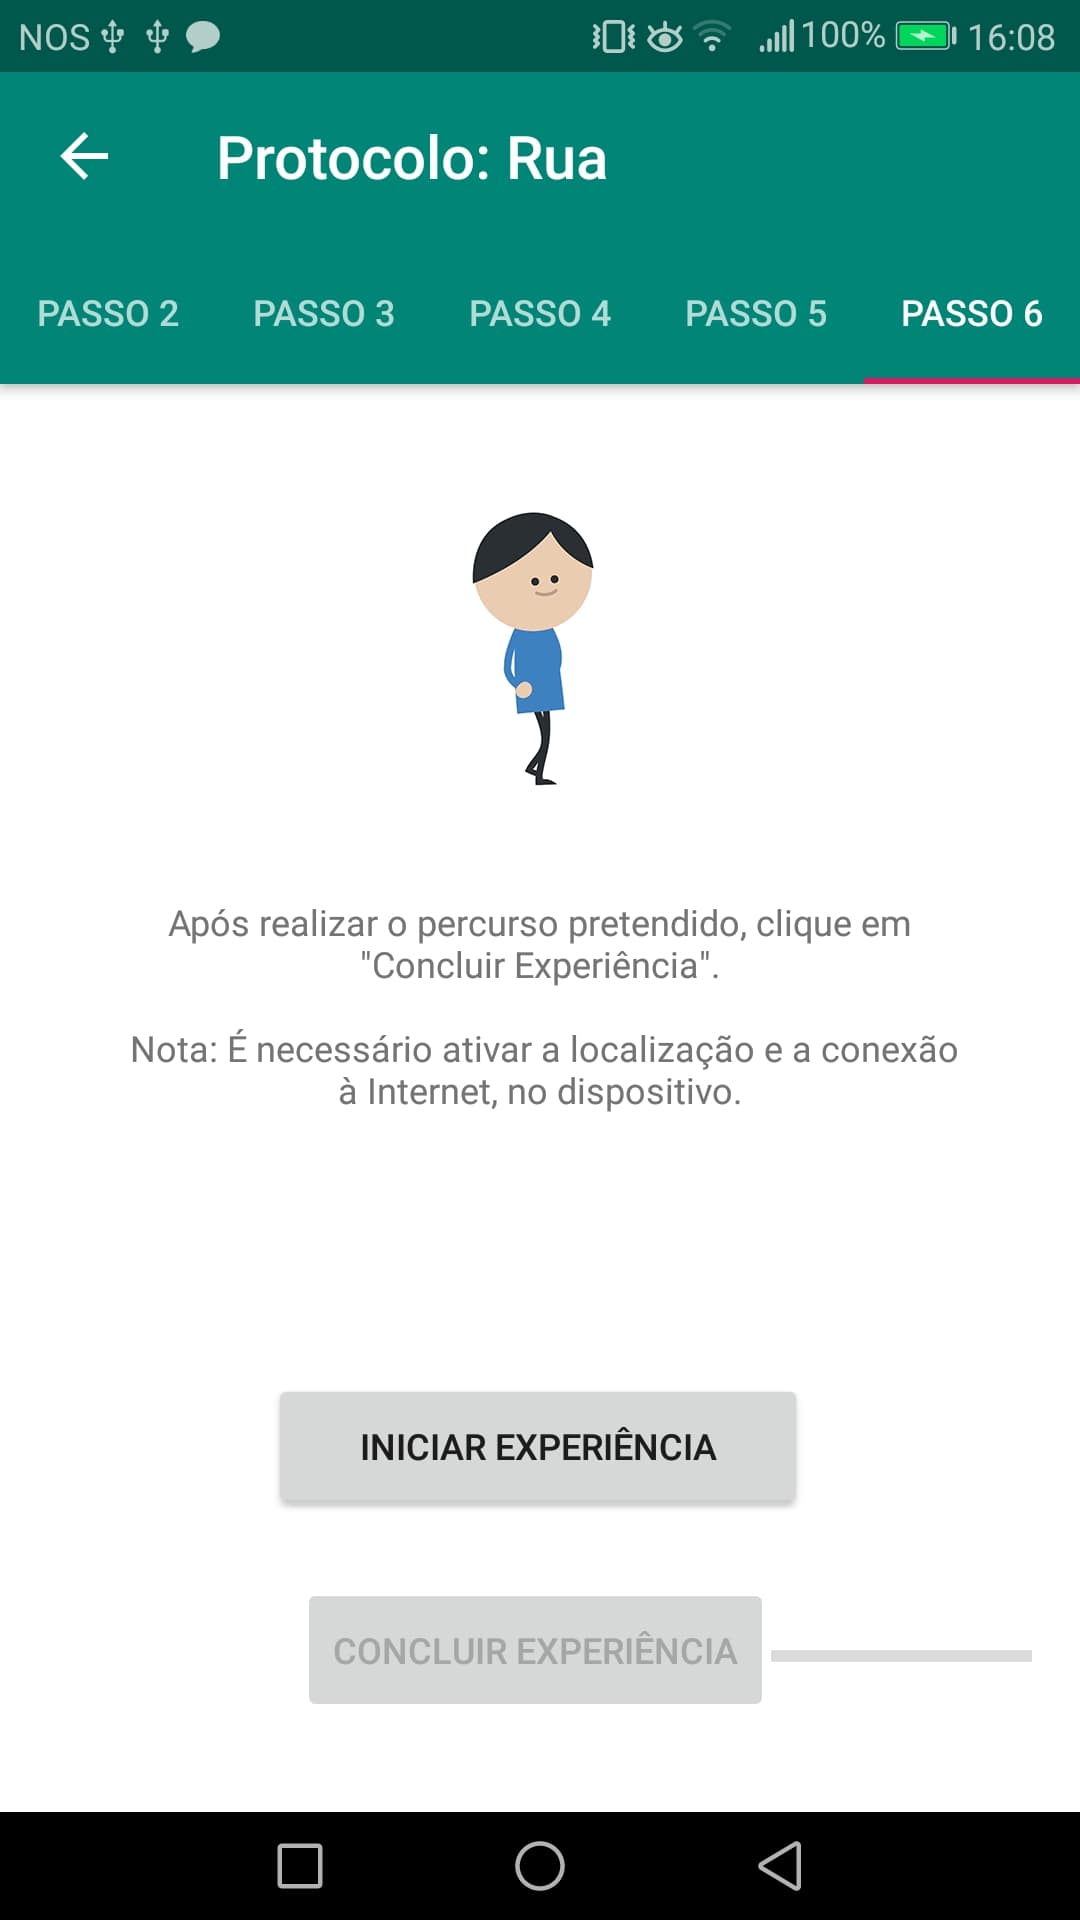 NOS 100% 16:08
Protocolo: Rua
PASSO 2 PASSO 3 PASSO 4 PASSO 5 PASSO 6
Após realizar o percurso pretendido, clique em
"Concluir Experiência".
Nota: É necessário ativar a localização e a conexão
à Internet, no dispositivo.
INICIAR EXPERIÊNCIA
CONCLUIR EXPERIÊNCIA